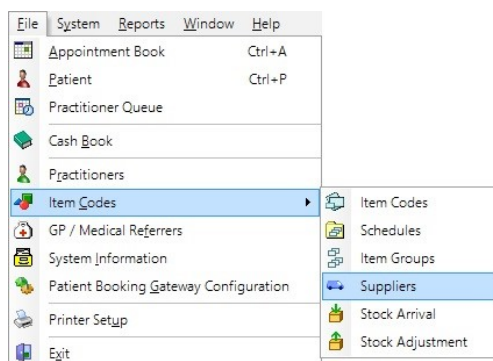 File System Reports Window Help
Appointment Book Ctrl+A
Patient Ctrl+P
Practitioner Queue
Cash Book
Practitioners
Item Codes
GP / Medical Referrers
System Information
Patient Booking Gateway Configuration
Printer Setup
Exit
Item Codes
Schedules
Item Groups
Suppliers
Stock Arrival
Stock Adjustment